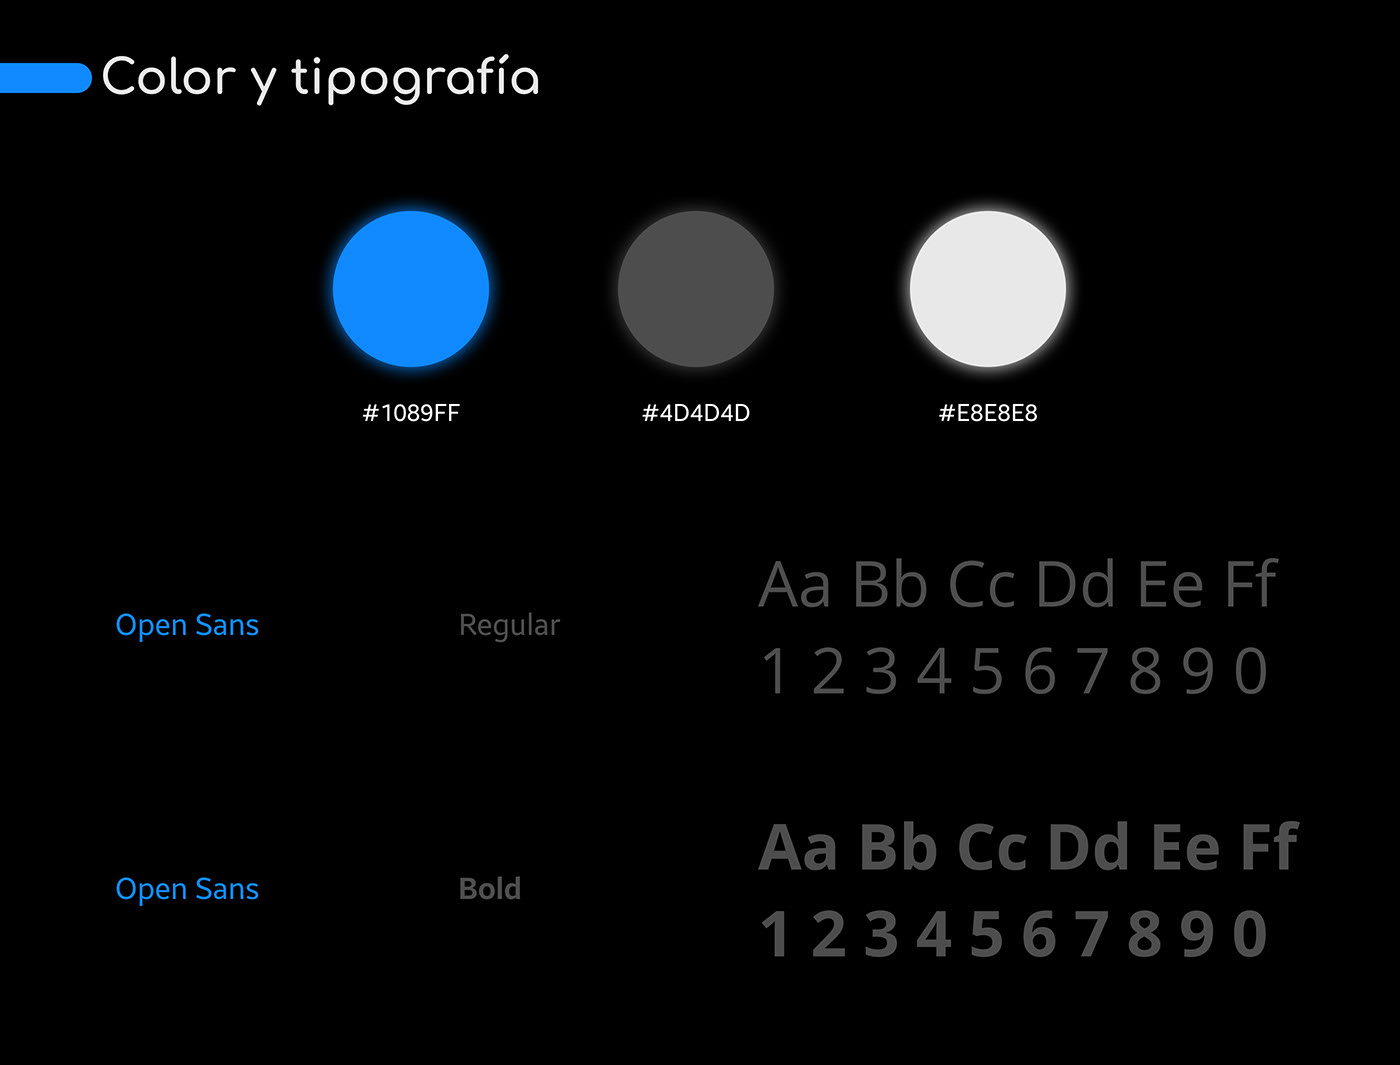 Color y tipografía
#1089FF
#4D4D4D
#E8E8E8
Open Sans
Regular
Aa Bb Cc Dd Ee Ff
1 2 3 4 5 6 7 8 9 0
Open Sans
Bold
Aa Bb Cc Dd Ee Ff
1 2 3 4 5 6 7 8 9 0